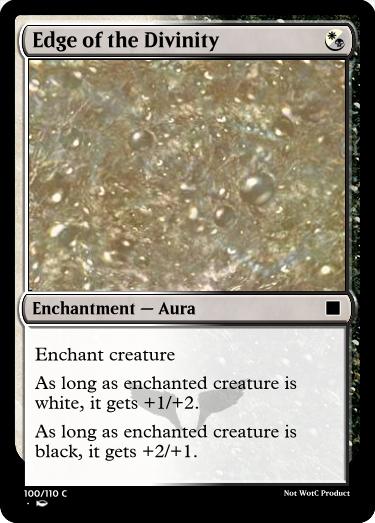 Edge of the Divinity
Enchantment — Aura
Enchant creature
As long as enchanted creature is
white, it gets +1/+2.
As long as enchanted creature is
black, it gets +2/+1.
100/110 C
Not WotC Product